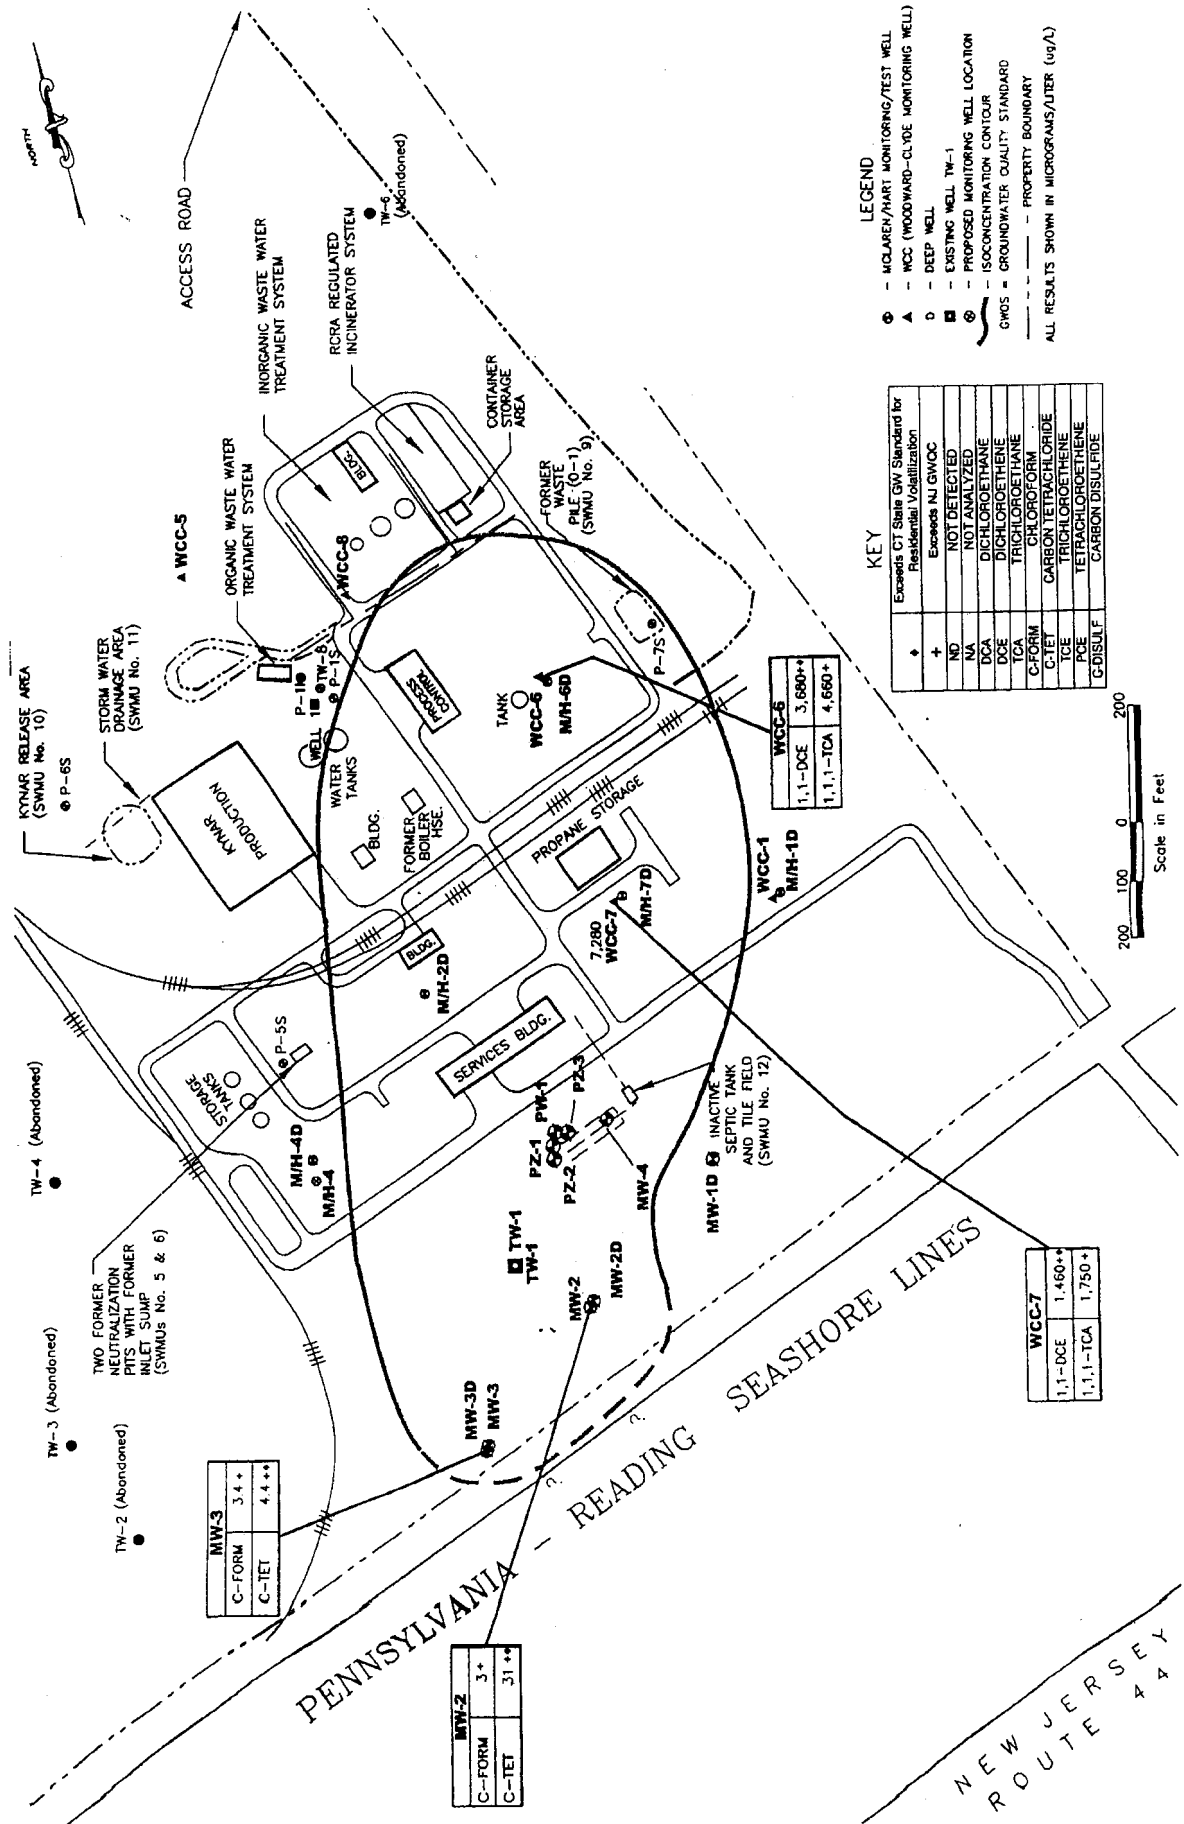 NORTH
ACCESS ROAD
TW-6
(Abandoned)
INORGANIC WASTE WATER
TREATMENT SYSTEM
RCRA REGULATED
INCINERATOR SYSTEM
CONTAINER
STORAGE
AREA
BLDG.
ORGANIC WASTE WATER
TREATMENT SYSTEM
WCC-5
WCC-8
FORMER
WASTE
PILE (0-1)
(SWMU No. 9)
P-7S
STORM WATER
DRAINAGE AREA
(SWMU No. 11)
KYNAR RELEASE AREA
(SWMU No. 10)
P-6S
KYNAR
PRODUCTION
P-1I
TW-8
P-1S
WELL 1
WATER
TANKS
PROCESS
CONTROL
TANK
WCC-6
M/H-6D
BLDG.
FORMER
BOILER
HSE.
PROPANE STORAGE
BLDG.
M/H-2D
7,280
WCC-7
M/H-7D
WCC-1
M/H-1D
SERVICES BLDG.
P-5S
STORAGE
TANKS
M/H-4D
M/H-4
PZ-1
PW-1
PZ-3
PZ-2
MW-4
MW-1D
INACTIVE
SEPTIC TANK
AND TILE FIELD
(SWMU No. 12)
TW-1
TW-1
MW-2
MW-2D
MW-3D
MW-3
TWO FORMER
NEUTRALIZATION
PITS WITH FORMER
INLET SUMP
(SWMUs No. 5 & 6)
TW-4 (Abandoned)
TW-3 (Abandoned)
TW-2 (Abandoned)
?
?
PENNSYLVANIA - READING SEASHORE LINES
NEW JERSEY
ROUTE 44
MW-3
C-FORM 3.4 +
C-TET 4.4 ++
MW-2
C-FORM 3+
C-TET 31 ++
WCC-6
1,1-DCE 3,680++
1,1,1-TCA 4,660+
WCC-7
1,1-DCE 1,460++
1,1,1-TCA 1,750+
LEGEND
- MCLAREN/HART MONITORING/TEST WELL
- WCC (WOODWARD-CLYDE MONITORING WELL)
- DEEP WELL
- EXISTING WELL TW-1
- PROPOSED MONITORING WELL LOCATION
- ISOCONCENTRATION CONTOUR
GWQS = GROUNDWATER QUALITY STANDARD
- PROPERTY BOUNDARY
ALL RESULTS SHOWN IN MICROGRAMS/LITER (ug/L)
KEY
Exceeds CT State GW Standard for
Residential Volatilization
+ Exceeds NJ GWQC
ND NOT DETECTED
NA NOT ANALYZED
DCA DICHLOROETHANE
DCE DICHLOROETHENE
TCA TRICHLOROETHANE
C-FORM CHLOROFORM
C-TET CARBON TETRACHLORIDE
TCE TRICHLOROETHENE
PCE TETRACHLOROETHENE
C-DISULF CARBON DISULFIDE
200 100 0 200
Scale in Feet